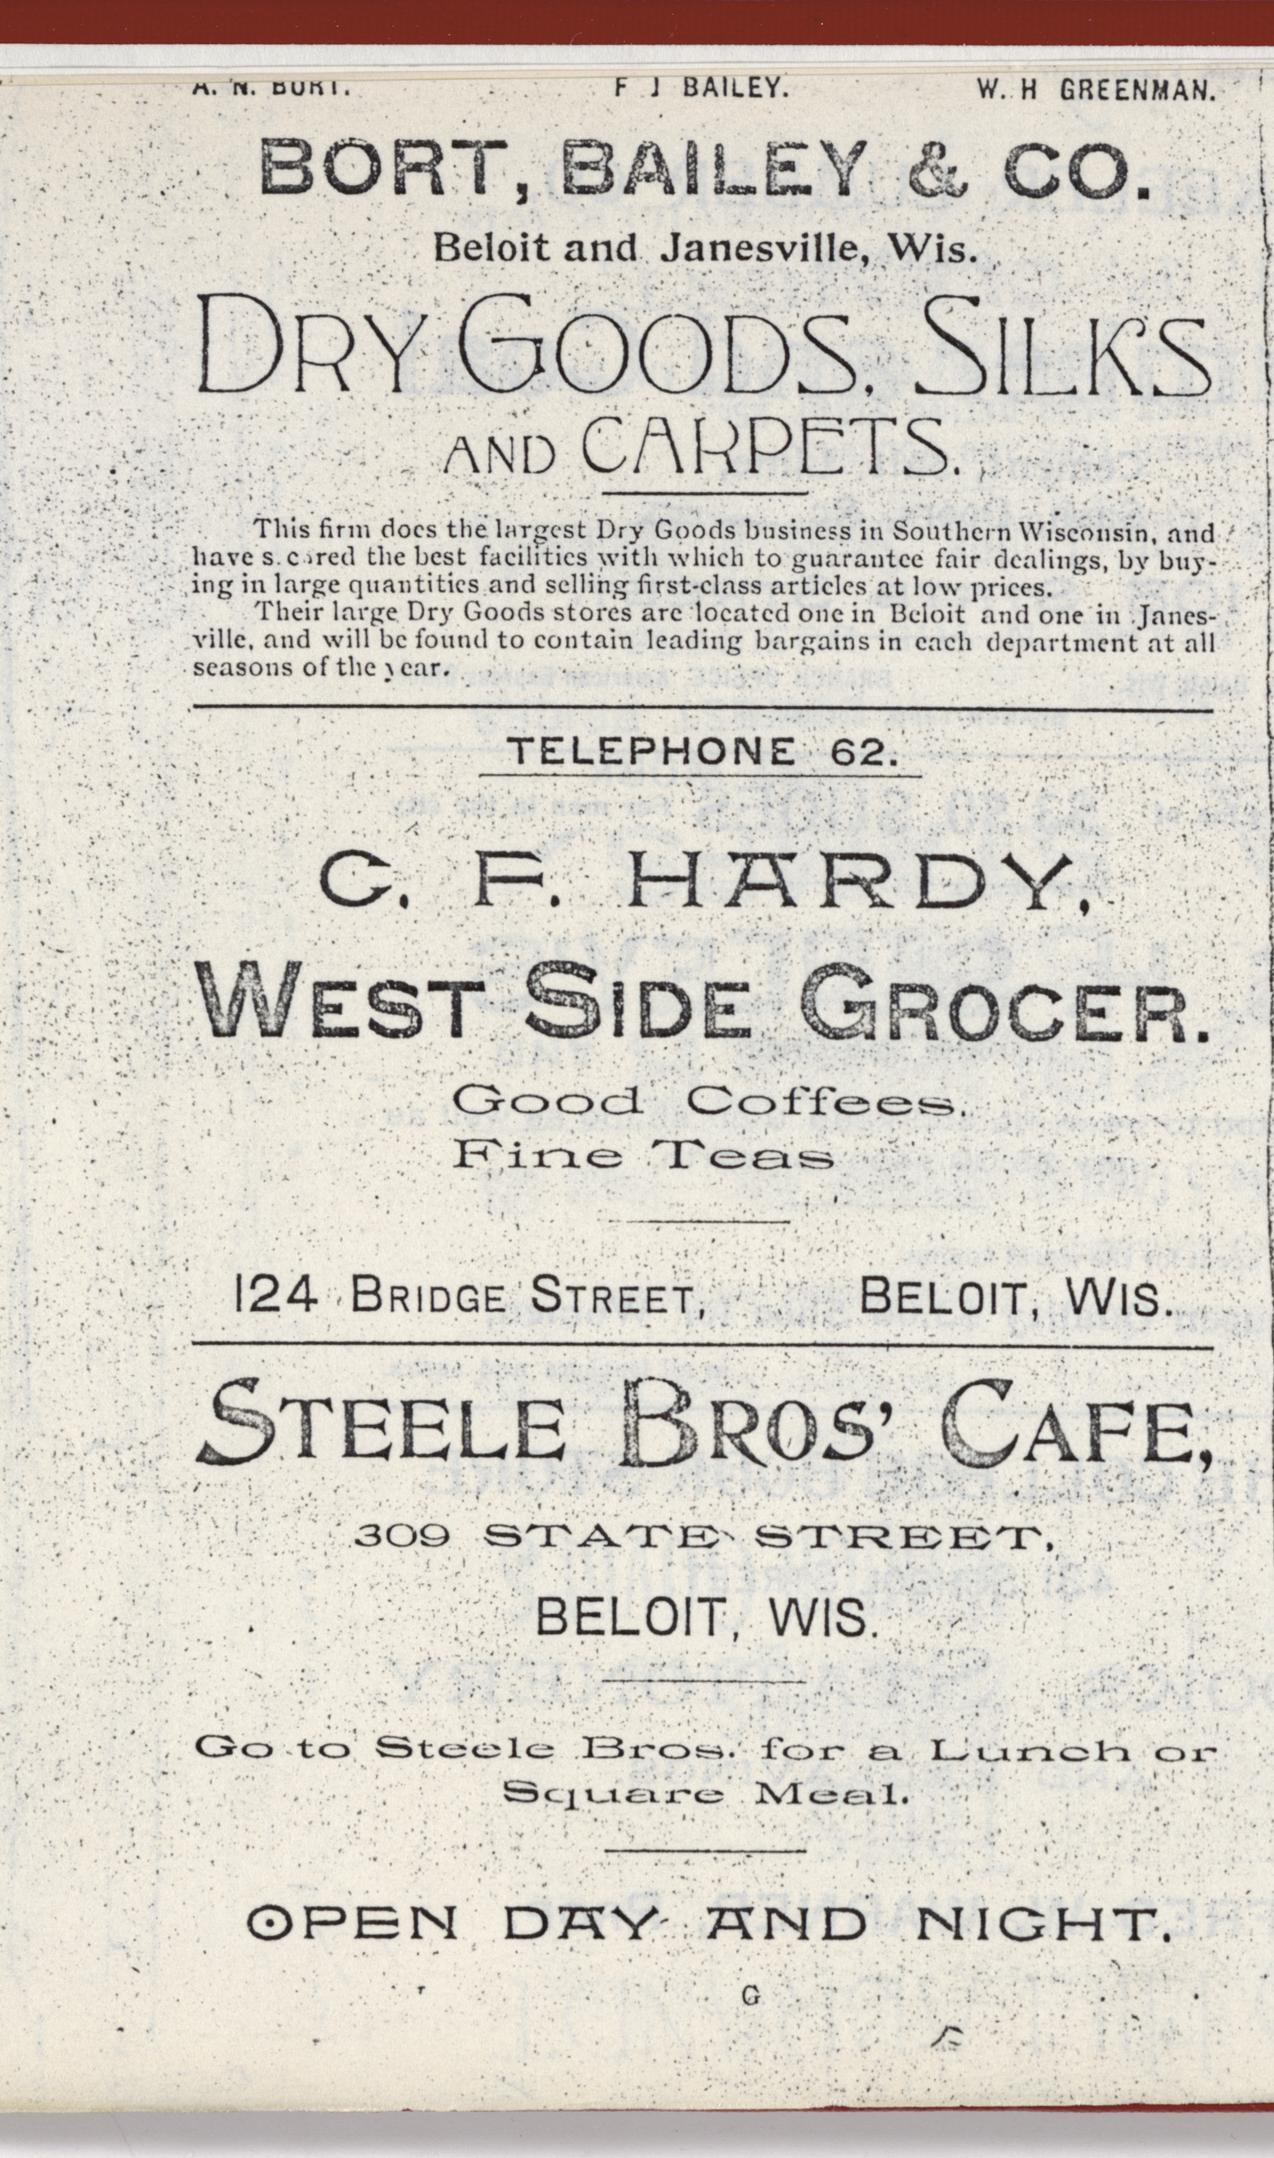 A. N. BORT. F J BAILEY. W. H GREENMAN.
BORT, BAILEY & CO.
Beloit and Janesville, Wis.
DRY GOODS, SILKS
AND CARPETS.
This firm does the largest Dry Goods business in Southern Wisconsin, and
have s. cured the best facilities with which to guarantee fair dealings, by buy-
ing in large quantities and selling first-class articles at low prices.
Their large Dry Goods stores are located one in Beloit and one in Janes-
ville, and will be found to contain leading bargains in each department at all
seasons of the year.
TELEPHONE 62.
C. F. HARDY,
WEST SIDE GROCER.
Good Coffees.
Fine Teas
124 BRIDGE STREET, BELOIT, WIS.
STEELE BROS' CAFE,
309 STATE STREET,
BELOIT, WIS.
Go to Steele Bros. for a Lunch or
Square Meal.
OPEN DAY AND NIGHT.
G